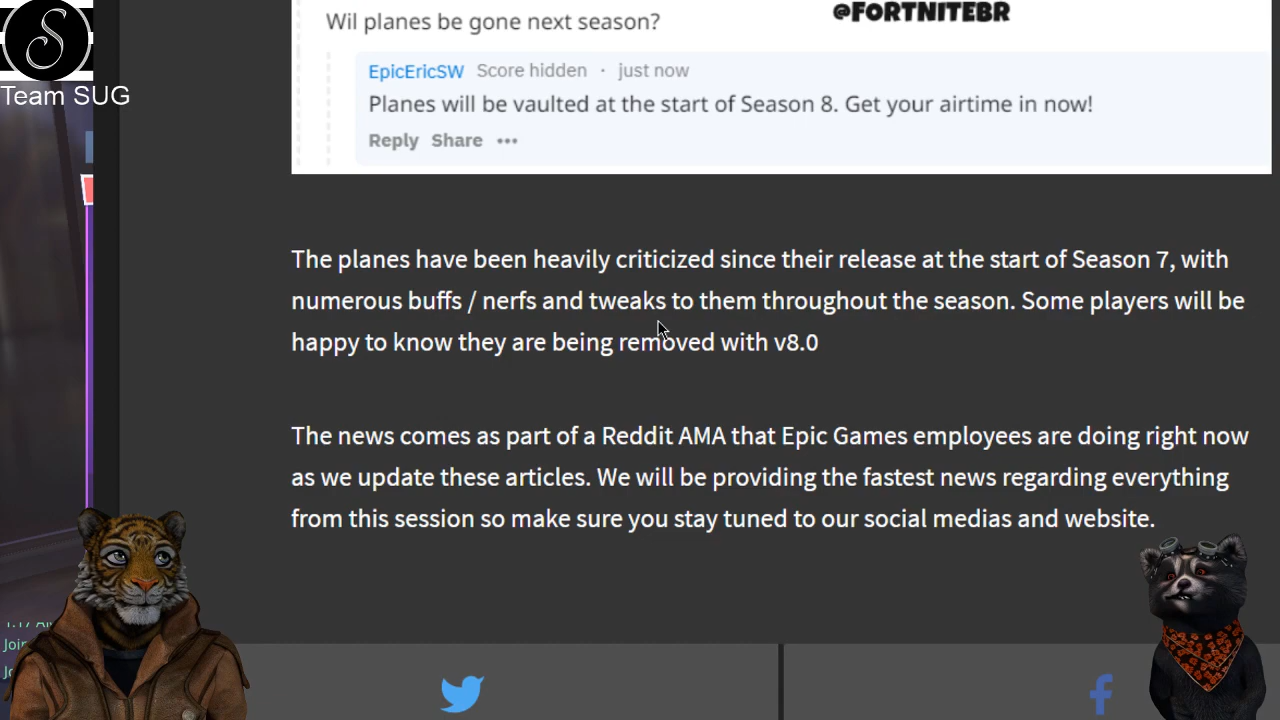 Wil planes be gone next season?
@FORTNITEBR
EpicEricSW Score hidden · just now
Planes will be vaulted at the start of Season 8. Get your airtime in now!
Reply Share •••
S
Team SUG
The planes have been heavily criticized since their release at the start of Season 7, with
numerous buffs / nerfs and tweaks to them throughout the season. Some players will be
happy to know they are being removed with v8.0
The news comes as part of a Reddit AMA that Epic Games employees are doing right now
as we update these articles. We will be providing the fastest news regarding everything
from this session so make sure you stay tuned to our social medias and website.